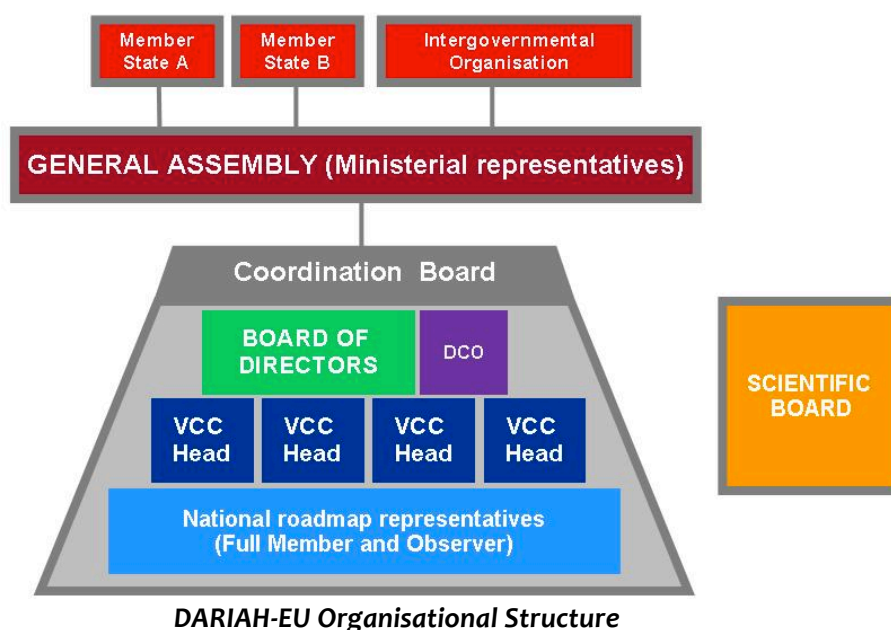 Member
State A
Member
State B
Intergovernmental
Organisation
GENERAL ASSEMBLY (Ministerial representatives)
Coordination Board
BOARD OF
DIRECTORS
DCO
SCIENTIFIC
BOARD
VCC
Head
VCC
Head
VCC
Head
VCC
Head
National roadmap representatives
(Full Member and Observer)
DARIAH-EU Organisational Structure